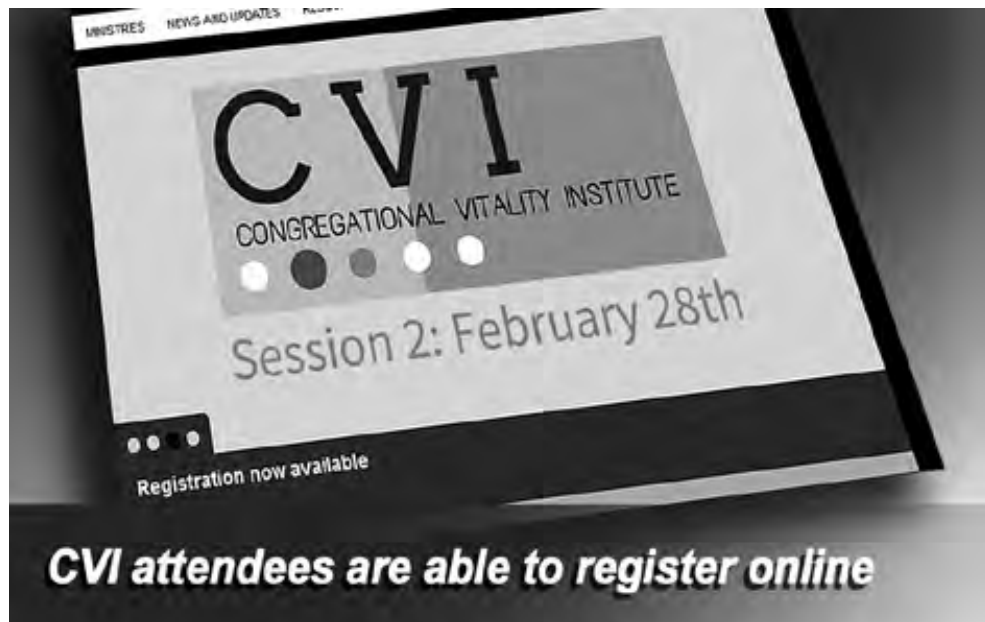 MINISTRES NEWS AND UPDATES
CVI
CONGREGATIONAL VITALITY INSTITUTE
Session 2: February 28th
Registration now available
CVI attendees are able to register online